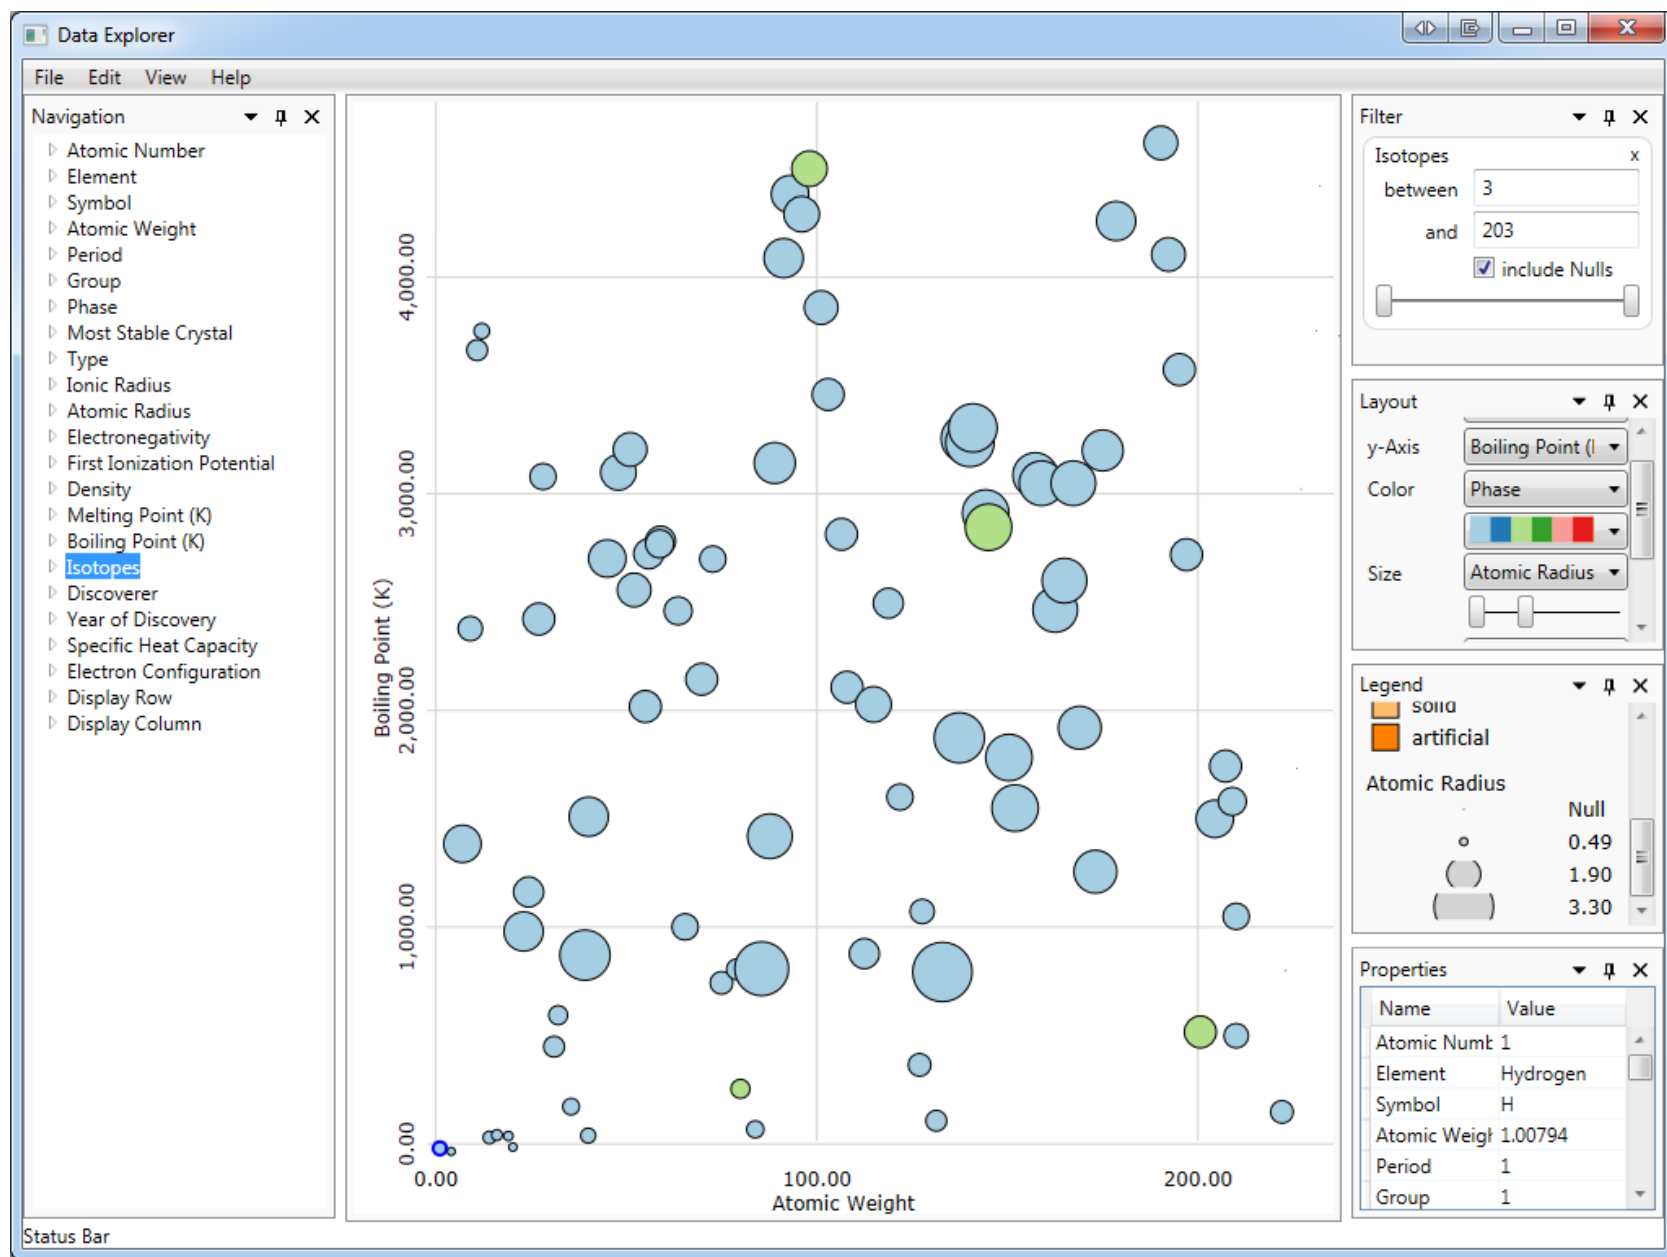 Data Explorer
File Edit View Help
Navigation
Atomic Number
Element
Symbol
Atomic Weight
Period
Group
Phase
Most Stable Crystal
Type
Ionic Radius
Atomic Radius
Electronegativity
First Ionization Potential
Density
Melting Point (K)
Boiling Point (K)
Isotopes
Discoverer
Year of Discovery
Specific Heat Capacity
Electron Configuration
Display Row
Display Column
Boiling Point (K)
4,000.00
3,000.00
2,000.00
1,000.00
0.00
0.00 100.00 200.00
Atomic Weight
Filter
Isotopes x
between 3
and 203
include Nulls
Layout
y-Axis Boiling Point (
Color Phase
Size Atomic Radius
Legend
solid
artificial
Atomic Radius
Null
0.49
1.90
3.30
Properties
Name Value
Atomic Numb 1
Element Hydrogen
Symbol H
Atomic Weigh 1.00794
Period 1
Group 1
Status Bar